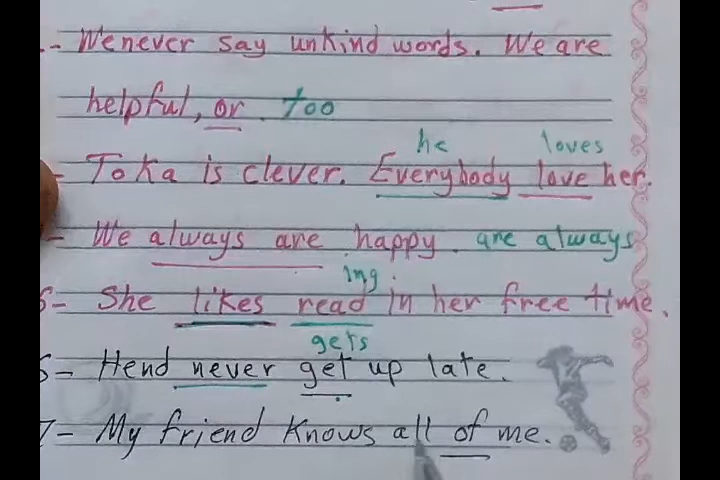 - We never say unkind words. We are
helpful, or too
he loves
- Toka is clever. Everybody love her.
- We always are happy. are always
ing.
5- She likes read in her free time.
gets
6- Hend never get up late.
7- My friend knows all of me.